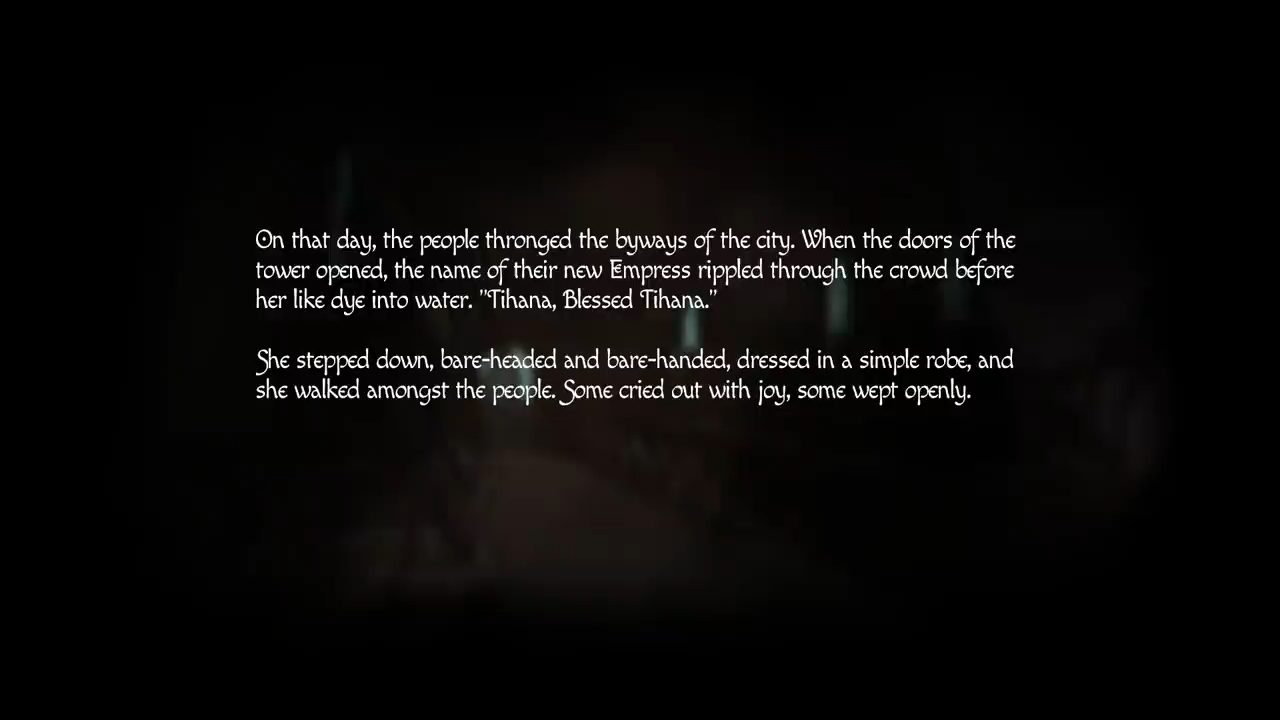 On that day, the people thronged the byways of the city. When the doors of the
tower opened, the name of their new Empress rippled through the crowd before
her like dye into water. "Tihana, Blessed Tihana."
She stepped down, bare-headed and bare-handed, dressed in a simple robe, and
she walked amongst the people. Some cried out with joy, some wept openly.